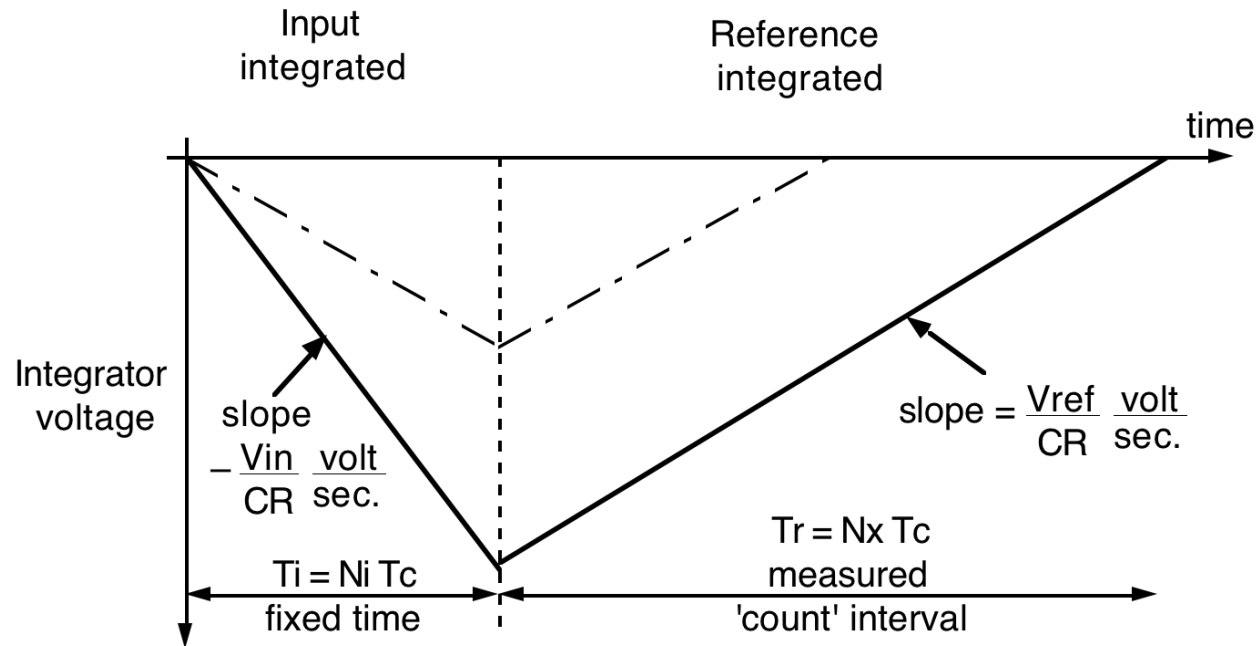 Input
integrated
Reference
integrated
time
Integrator
voltage
slope
– Vin volt
CR sec.
slope = Vref volt
CR sec.
Ti = Ni Tc
fixed time
Tr = Nx Tc
measured
'count' interval